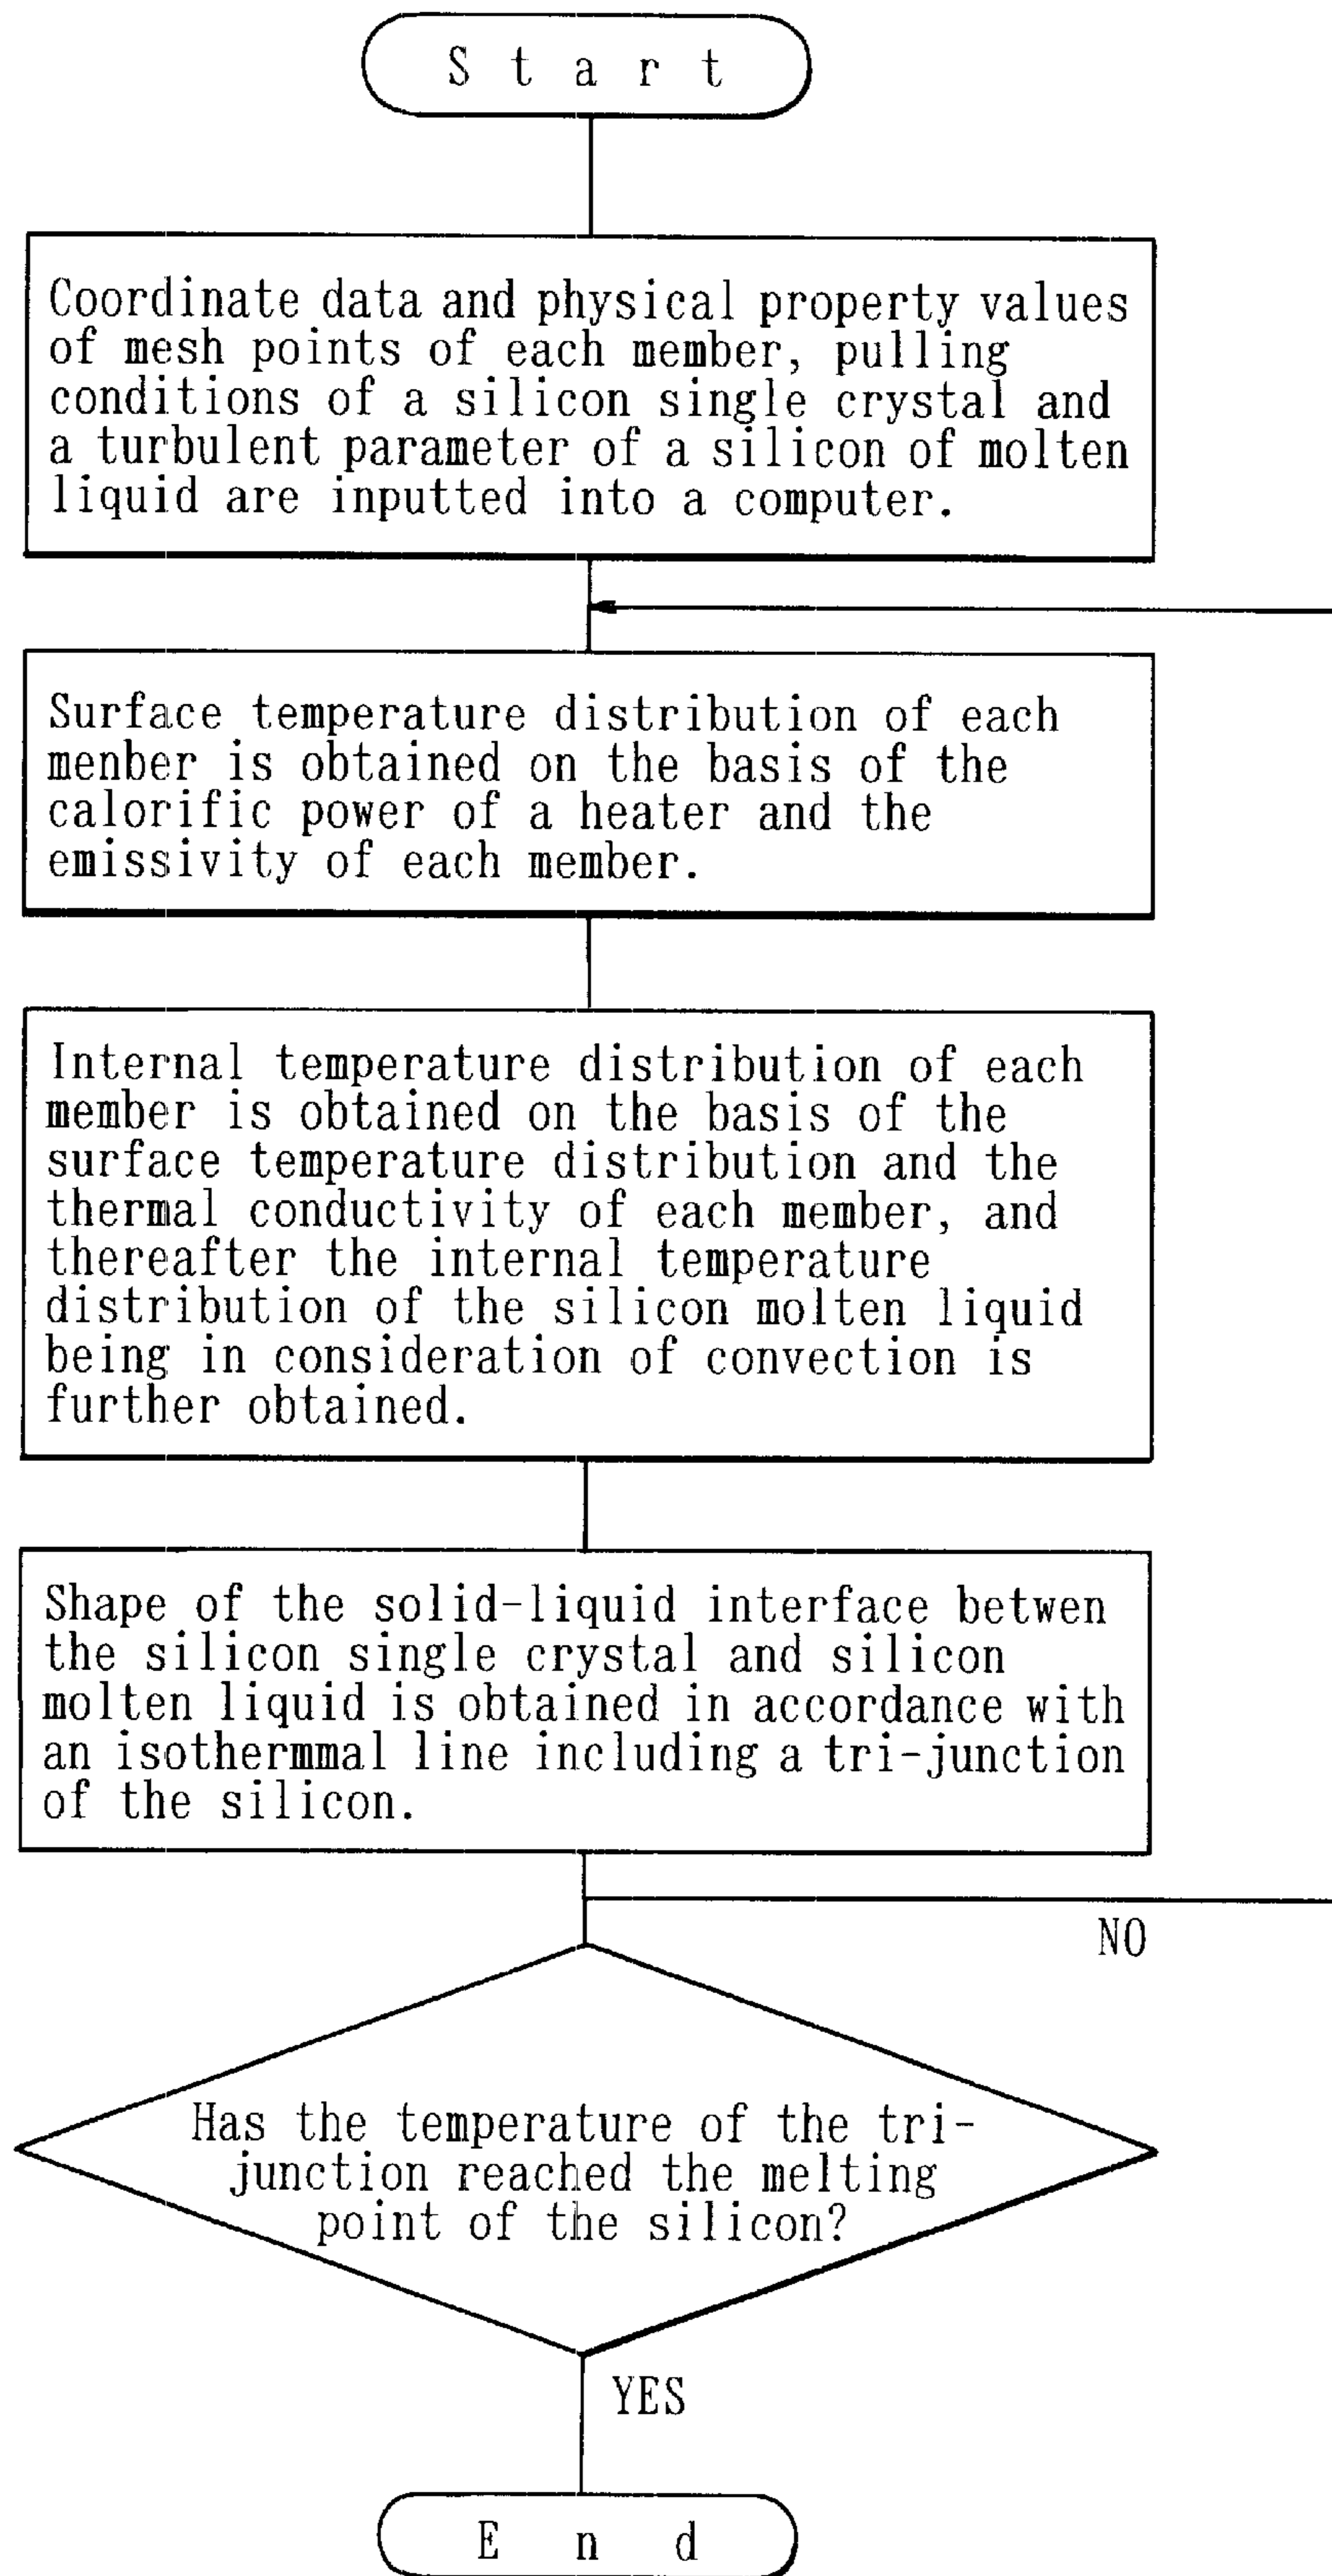 Start
Coordinate data and physical property values
of mesh points of each member, pulling
conditions of a silicon single crystal and
a turbulent parameter of a silicon of molten
liquid are inputted into a computer.
Surface temperature distribution of each
menber is obtained on the basis of the
calorific power of a heater and the
emissivity of each member.
Internal temperature distribution of each
member is obtained on the basis of the
surface temperature distribution and the
thermal conductivity of each member, and
thereafter the internal temperature
distribution of the silicon molten liquid
being in consideration of convection is
further obtained.
Shape of the solid-liquid interface betwen
the silicon single crystal and silicon
molten liquid is obtained in accordance with
an isothermmal line including a tri-junction
of the silicon.
NO
Has the temperature of the tri-
junction reached the melting
point of the silicon?
YES
End